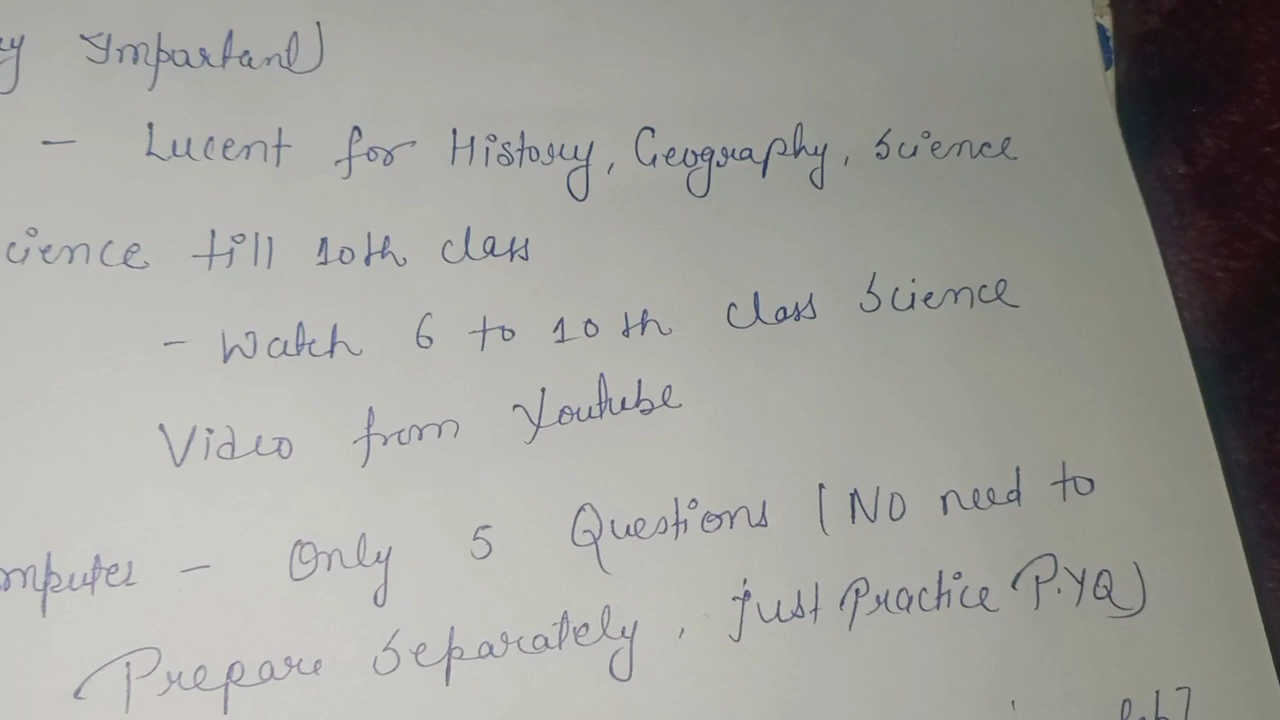 y Important)
- Lucent for History, Geography, Science
cience till 10th class
- Watch 6 to 10th class Science
Video from Youtube
mputer - Only 5 Questions (No need to
Prepare Separately, just Practice P.YQ)